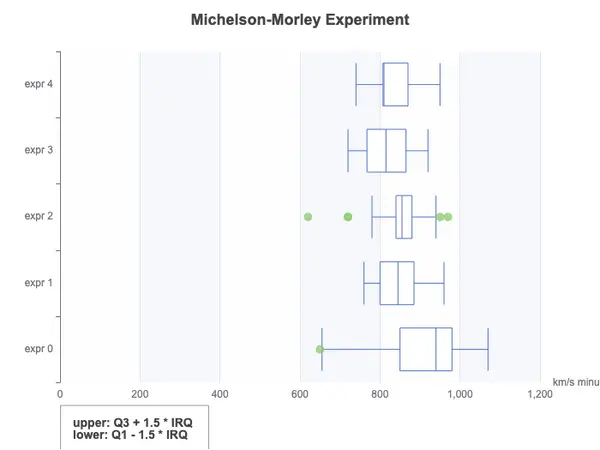 Michelson-Morley Experiment
expr 4
expr 3
expr 2
expr 1
expr 0
0 200 400 600 800 1,000 1,200
km/s minu
upper: Q3 + 1.5 * IRQ
lower: Q1 - 1.5 * IRQ